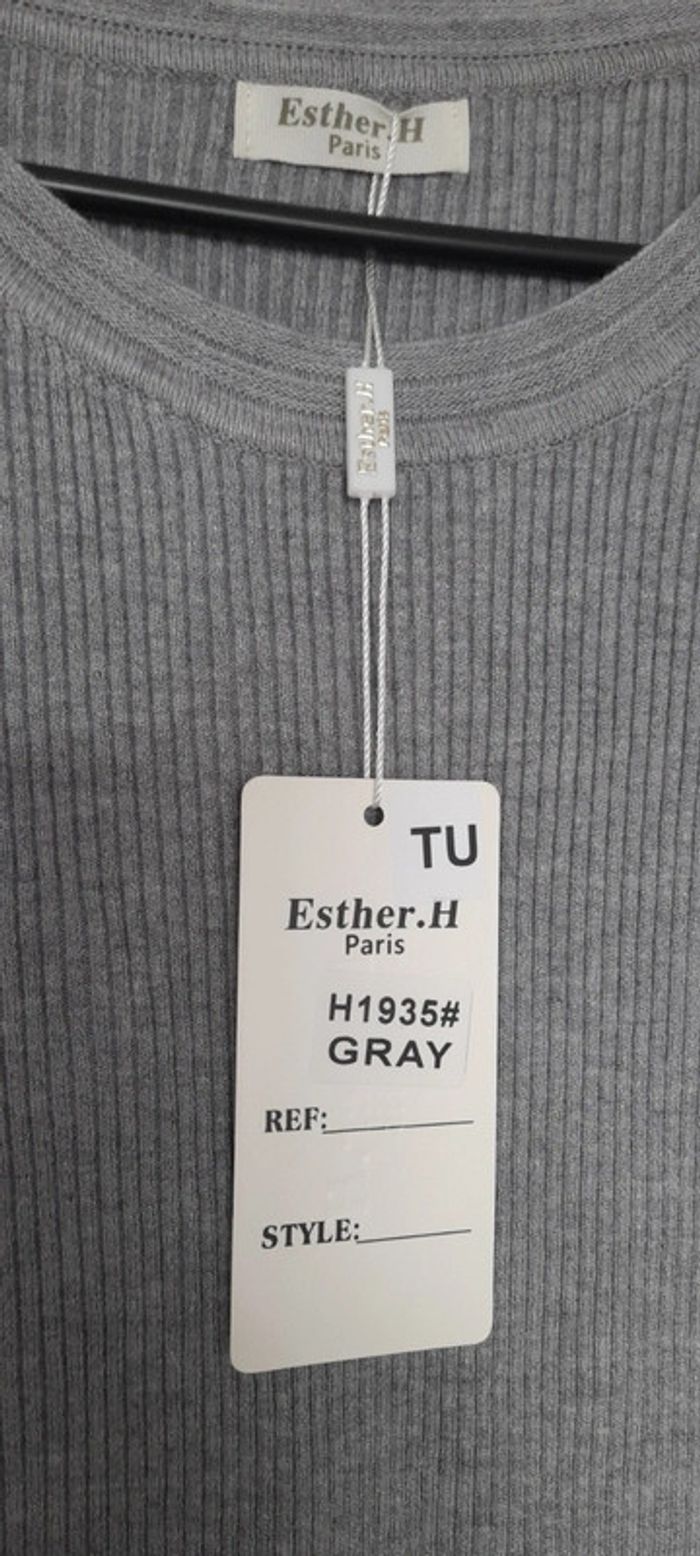 Esther.H
Paris
Esther.H
Paris
TU
Esther.H
Paris
H1935#
GRAY
REF:
STYLE: